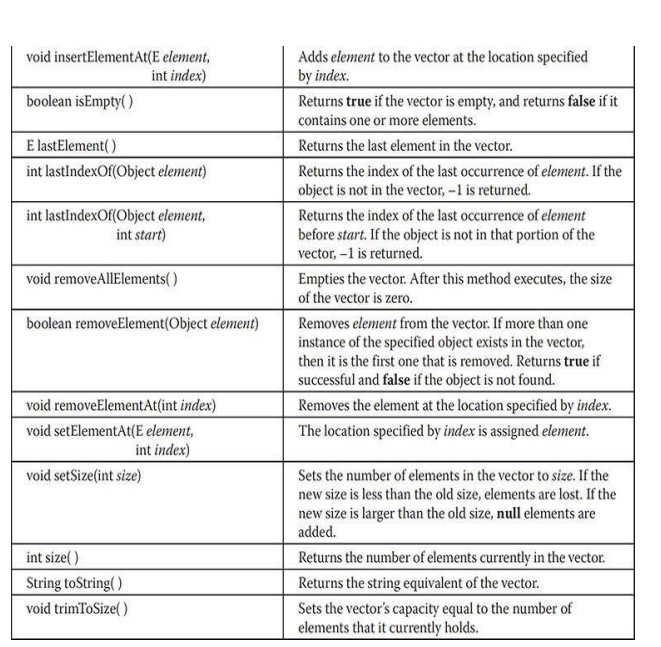 void insertElementAt(E element,
int index)
Adds element to the vector at the location specified
by index.
boolean isEmpty( )
Returns true if the vector is empty, and returns false if it
contains one or more elements.
E lastElement( )
Returns the last element in the vector.
int lastIndexOf(Object element)
Returns the index of the last occurrence of element. If the
object is not in the vector, –1 is returned.
int lastIndexOf(Object element,
int start)
Returns the index of the last occurrence of element
before start. If the object is not in that portion of the
vector, –1 is returned.
void removeAllElements( )
Empties the vector. After this method executes, the size
of the vector is zero.
boolean removeElement(Object element)
Removes element from the vector. If more than one
instance of the specified object exists in the vector,
then it is the first one that is removed. Returns true if
successful and false if the object is not found.
void removeElementAt(int index)
Removes the element at the location specified by index.
void setElementAt(E element,
int index)
The location specified by index is assigned element.
void setSize(int size)
Sets the number of elements in the vector to size. If the
new size is less than the old size, elements are lost. If the
new size is larger than the old size, null elements are
added.
int size( )
Returns the number of elements currently in the vector.
String toString( )
Returns the string equivalent of the vector.
void trimToSize( )
Sets the vector's capacity equal to the number of
elements that it currently holds.